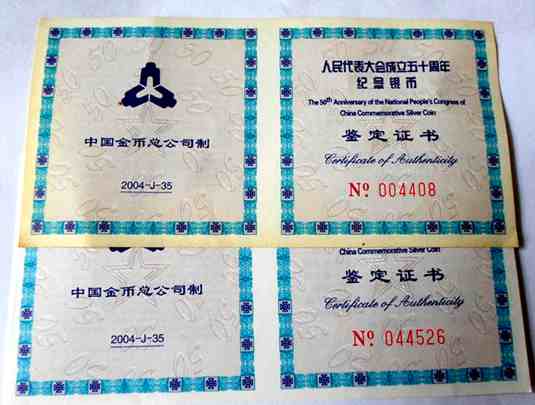 中国金币总公司制
2004-J-35
人民代表大会成立五十周年
纪念银币
The 50th Anniversary of the National People's Congress of
China Commemorative Silver Coin
鉴定证书
Certificate of Authenticity
Nº 004408
中国金币总公司制
2004-J-35
China Commemorative Silver Coin
鉴定证书
Certificate of Authenticity
Nº 044526